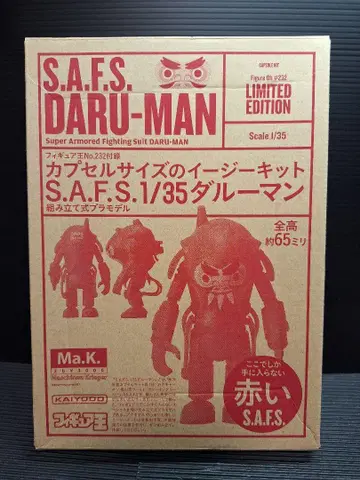 S.A.F.S.
DARU-MAN
Super Armored Fighting Suit DARU-MAN
LIMITED
EDITION
Scale.1/35
フィギュア王No.232付録
カプセルサイズのイージーキット
S.A.F.S.1/35ダルーマン
組み立て式プラモデル
全高
約65ミリ
Ma.K.
Maschinen Krieger
KAIYODO
フィギュア王
ここでしか
手に入らない
赤い
S.A.F.S.